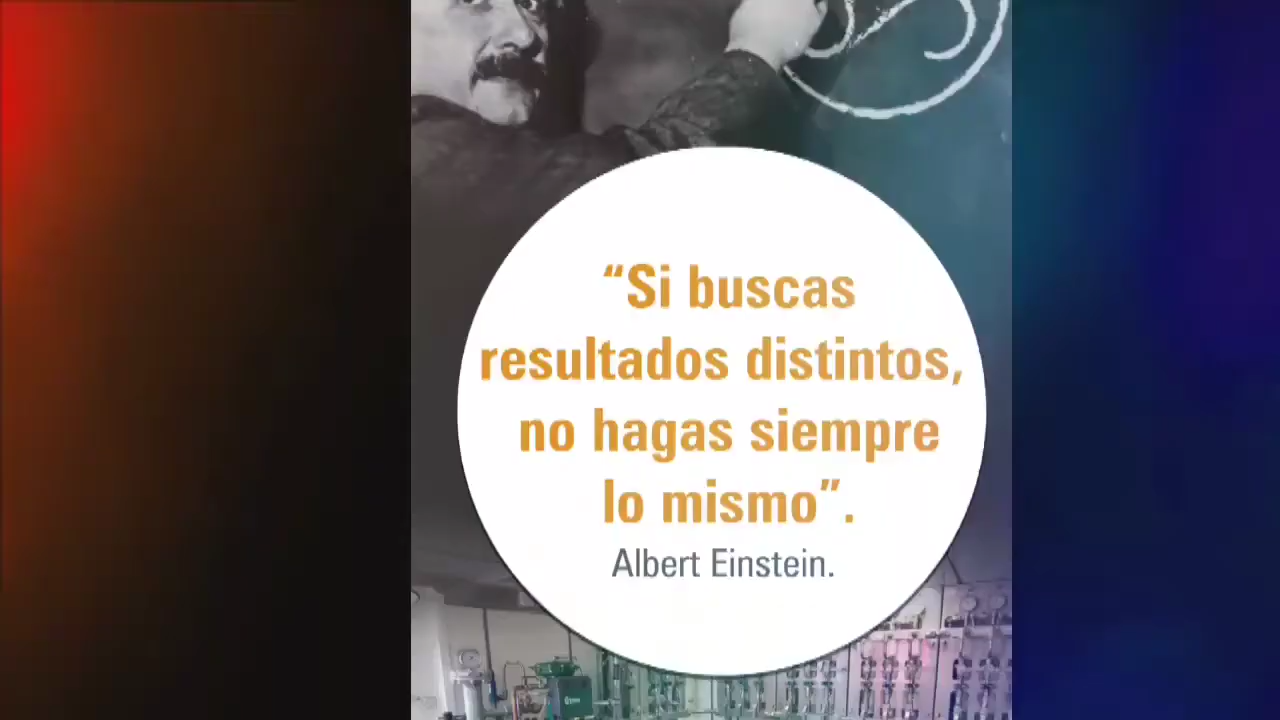 “Si buscas
resultados distintos,
no hagas siempre
lo mismo”.
Albert Einstein.